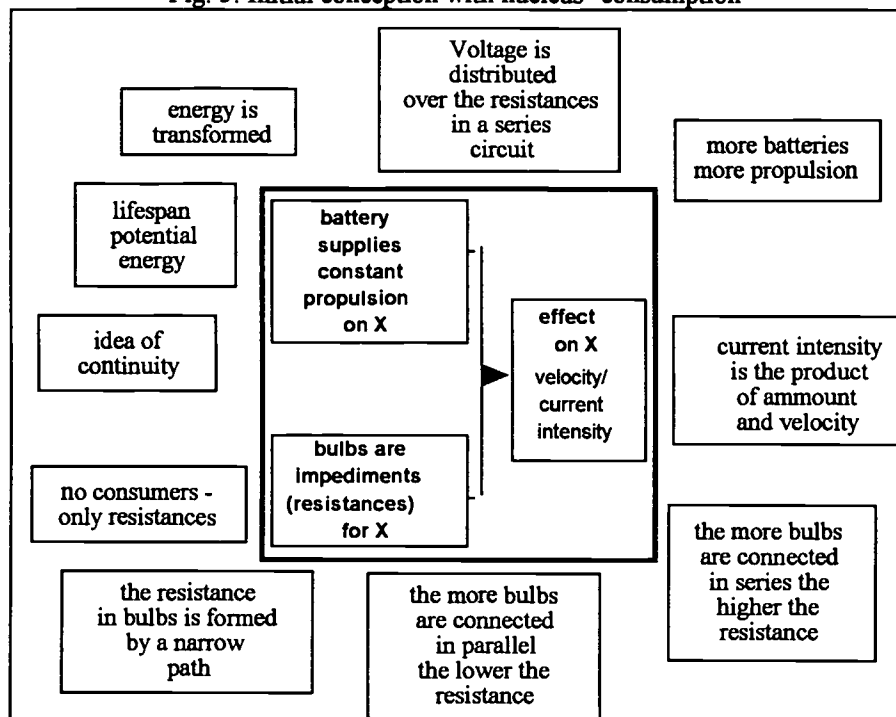 Fig. 3: Initial conception with nucleus "consumption"
Voltage is
distributed
over the resistances
in a series
circuit
energy is
transformed
more batteries
more propulsion
lifespan
potential
energy
battery
supplies
constant
propulsion
on X
idea of
continuity
effect
on X
velocity/
current
intensity
current intensity
is the product
of ammount
and velocity
bulbs are
impediments
(resistances)
for X
no consumers -
only resistances
the more bulbs
are connected
in series the
higher the
resistance
the resistance
in bulbs is formed
by a narrow
path
the more bulbs
are connected
in parallel
the lower the
resistance